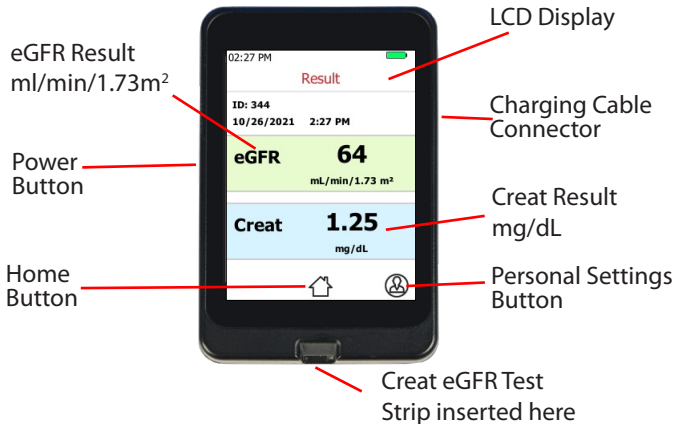 LCD Display
eGFR Result
ml/min/1.73m²
02:27 PM
Result
ID: 344
10/26/2021 2:27 PM
Charging Cable
Connector
eGFR 64
mL/min/1.73 m²
Power
Button
Creat Result
mg/dL
Creat 1.25
mg/dL
Home
Button
Personal Settings
Button
Creat eGFR Test
Strip inserted here